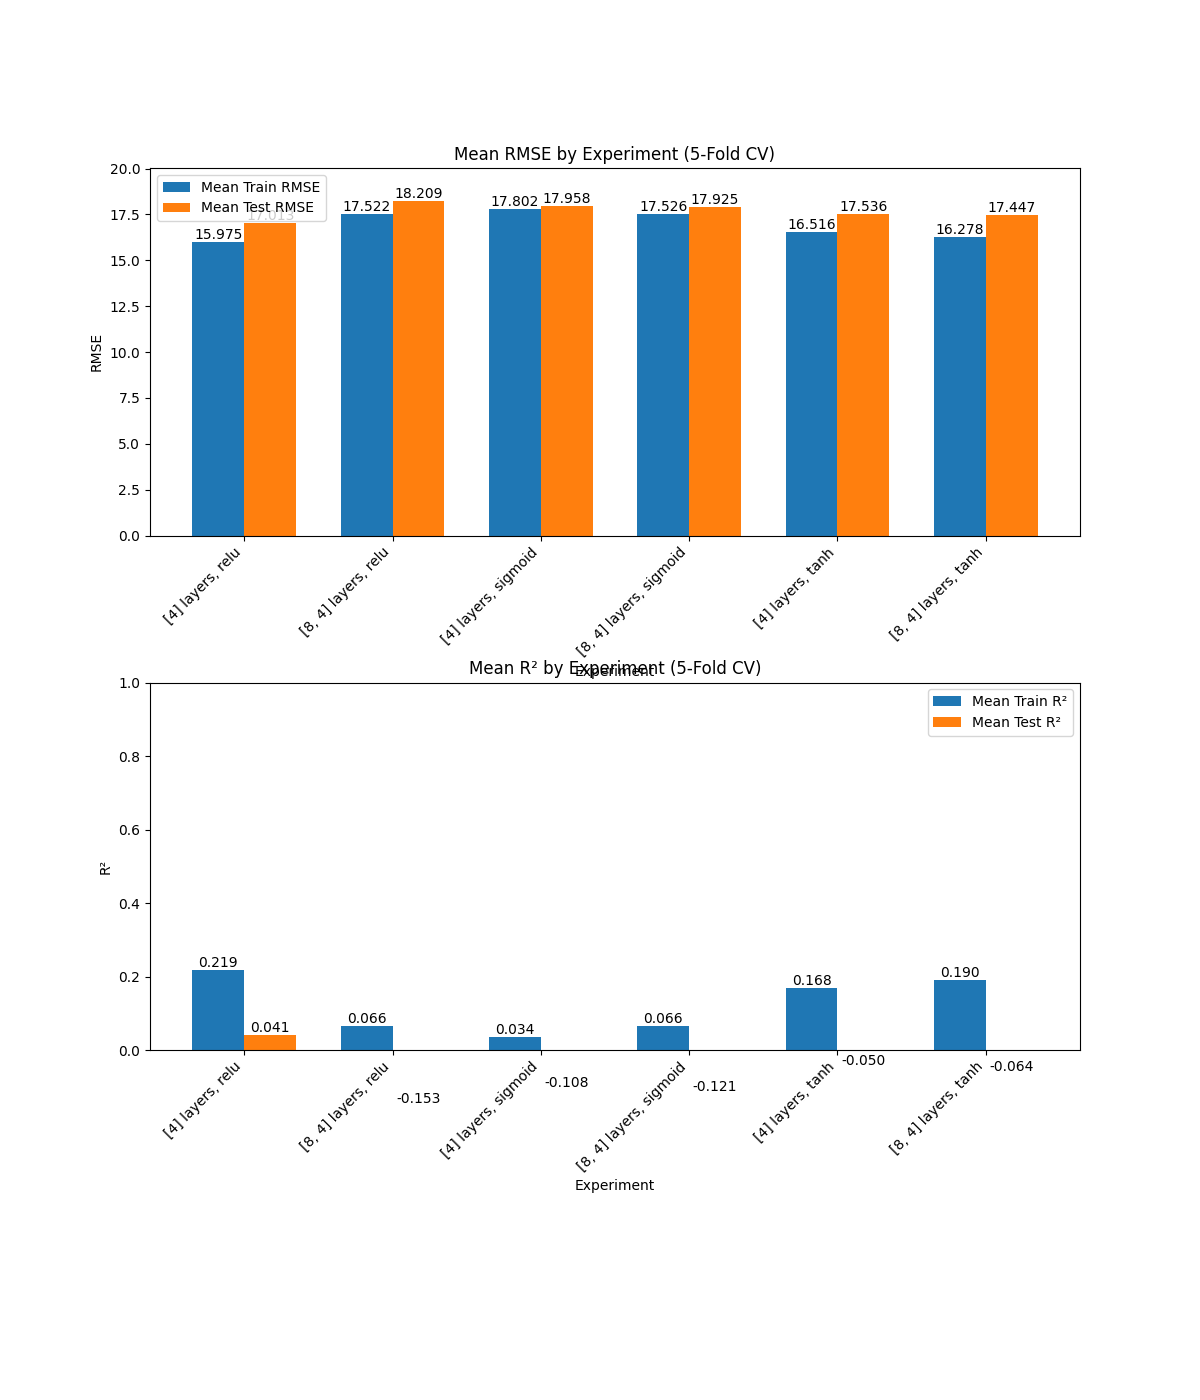 Mean RMSE by Experiment (5-Fold CV)
20.0
17.5
15.0
12.5
10.0
7.5
5.0
2.5
0.0
RMSE
Mean Train RMSE
Mean Test RMSE
15.975
17.013
17.522
18.209
17.802
17.958
17.526
17.925
16.516
17.536
16.278
17.447
[4] layers, relu
[8, 4] layers, relu
[4] layers, sigmoid
[8, 4] layers, sigmoid
[4] layers, tanh
[8, 4] layers, tanh
Experiment
Mean R² by Experiment (5-Fold CV)
1.0
0.8
0.6
0.4
0.2
0.0
R²
Mean Train R²
Mean Test R²
0.219
0.041
0.066
-0.153
0.034
-0.108
0.066
-0.121
0.168
-0.050
0.190
-0.064
[4] layers, relu
[8, 4] layers, relu
[4] layers, sigmoid
[8, 4] layers, sigmoid
[4] layers, tanh
[8, 4] layers, tanh
Experiment